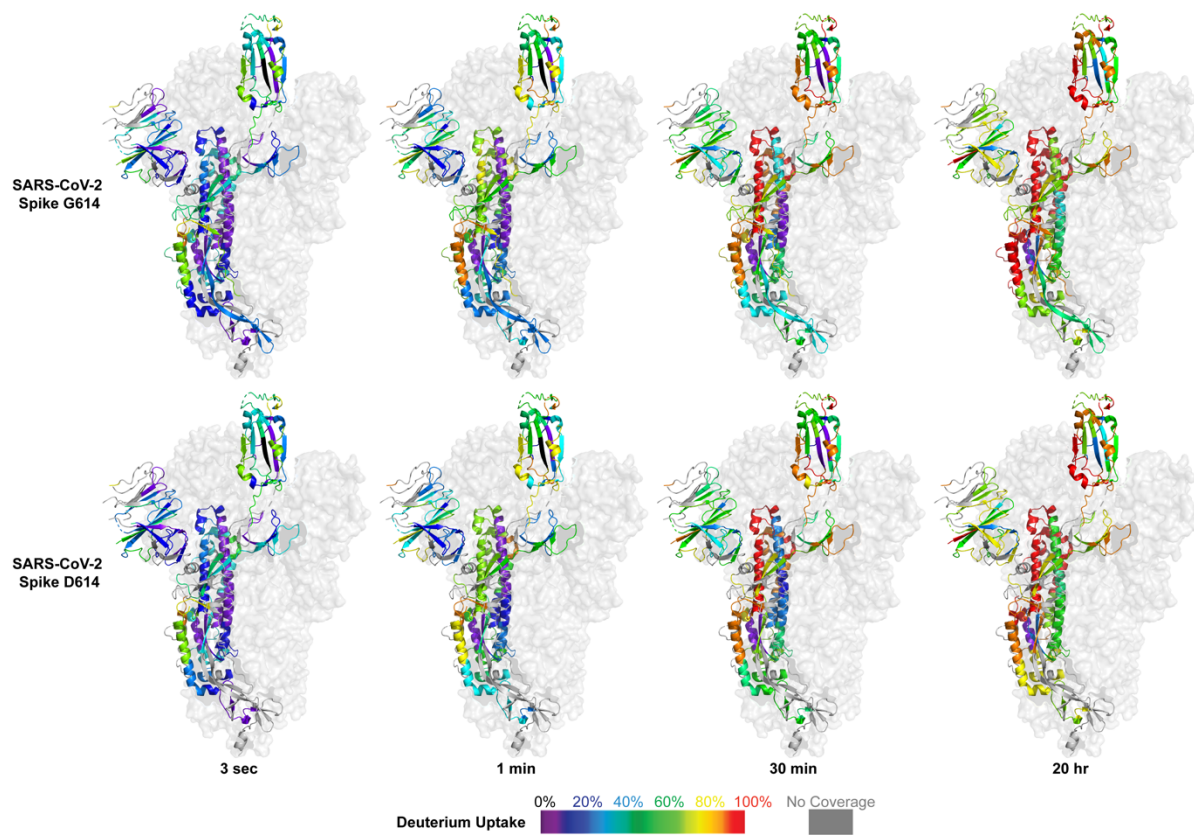 SARS-CoV-2
Spike G614
SARS-CoV-2
Spike D614
3 sec
1 min
30 min
20 hr
0% 20% 40% 60% 80% 100% No Coverage
Deuterium Uptake